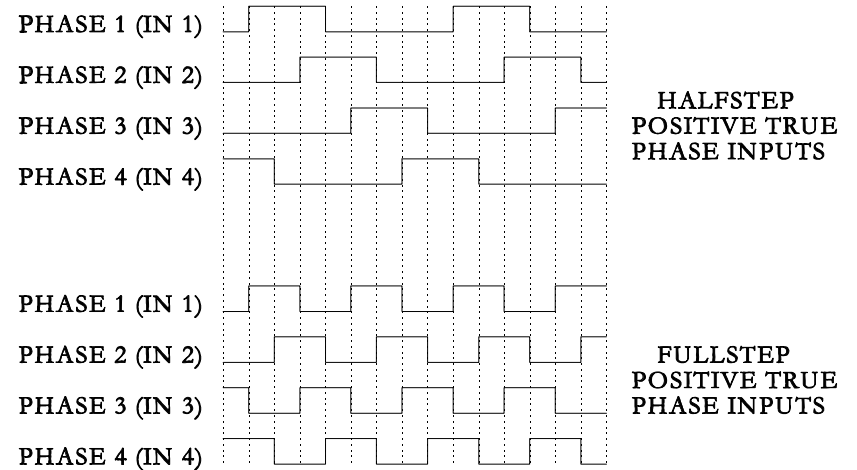 PHASE 1 (IN 1)
PHASE 2 (IN 2)
PHASE 3 (IN 3)
PHASE 4 (IN 4)
HALFSTEP
POSITIVE TRUE
PHASE INPUTS
PHASE 1 (IN 1)
PHASE 2 (IN 2)
PHASE 3 (IN 3)
PHASE 4 (IN 4)
FULLSTEP
POSITIVE TRUE
PHASE INPUTS